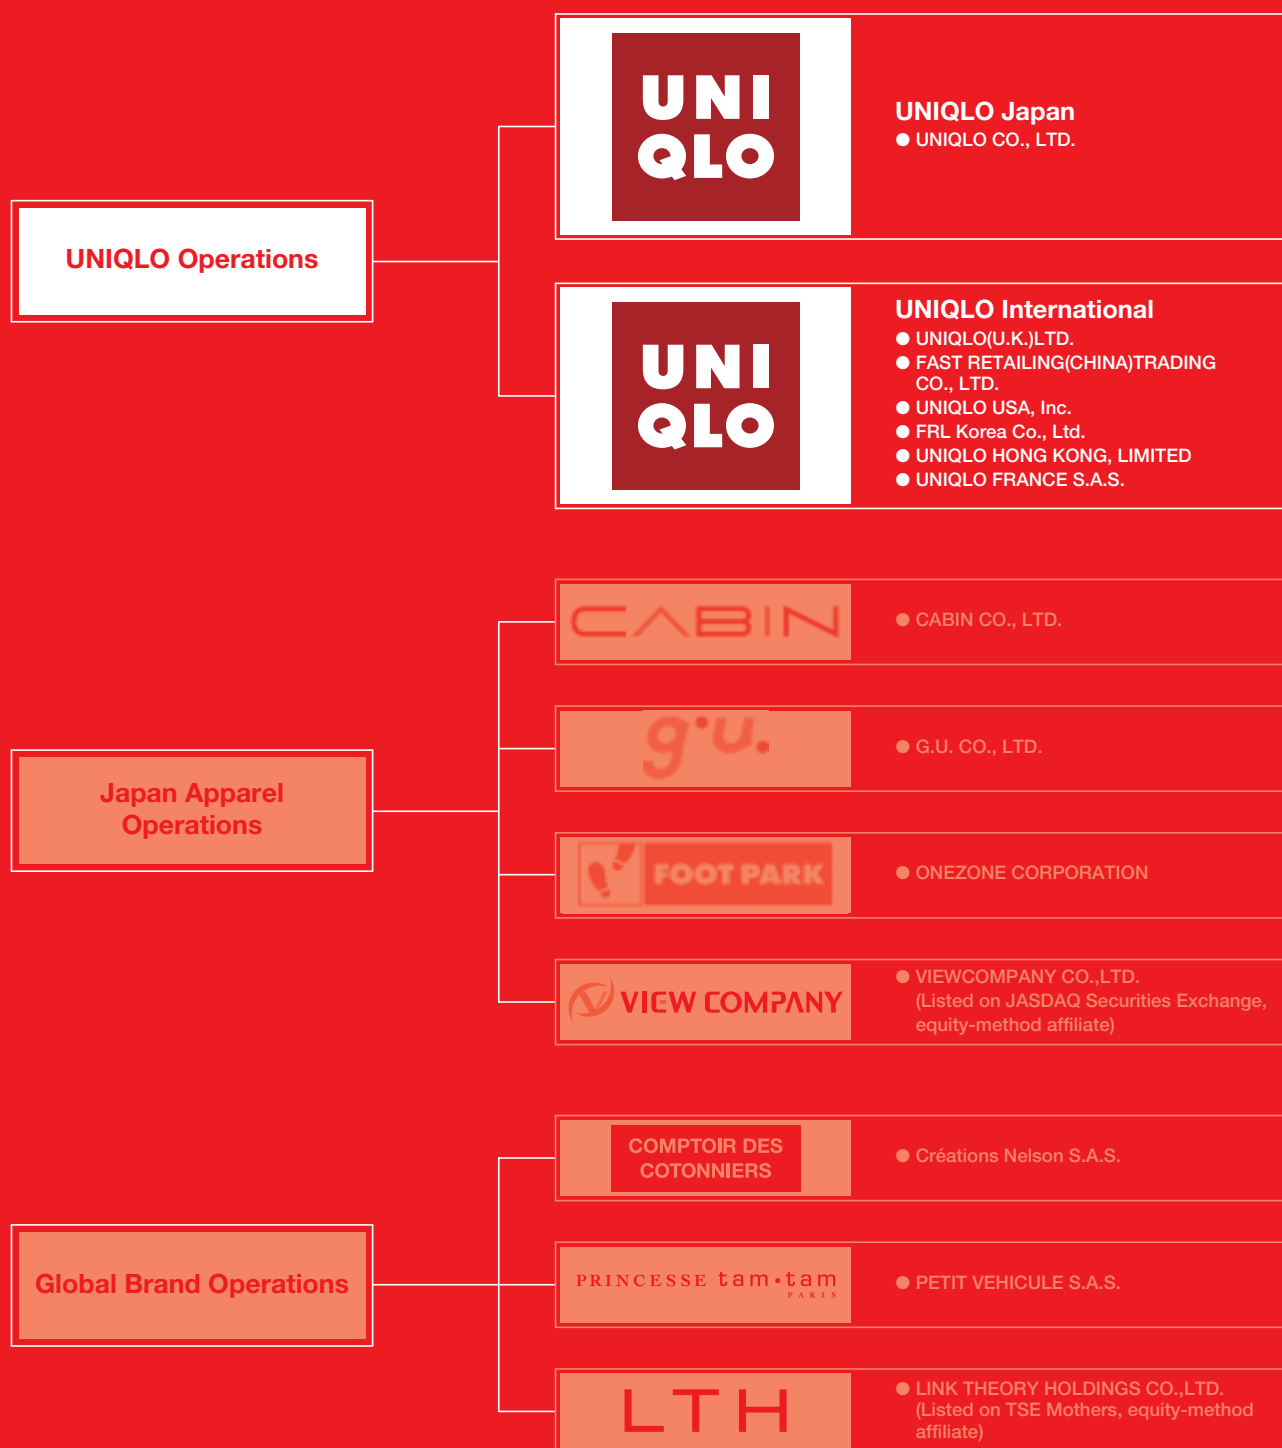 UNI
QLO
UNIQLO Japan
● UNIQLO CO., LTD.
UNIQLO Operations
UNI
QLO
UNIQLO International
● UNIQLO(U.K.)LTD.
● FAST RETAILING(CHINA)TRADING
CO., LTD.
● UNIQLO USA, Inc.
● FRL Korea Co., Ltd.
● UNIQLO HONG KONG, LIMITED
● UNIQLO FRANCE S.A.S.
CABIN
● CABIN CO., LTD.
g.u.
● G.U. CO., LTD.
Japan Apparel
Operations
FOOT PARK
● ONEZONE CORPORATION
VIEW COMPANY
● VIEWCOMPANY CO.,LTD.
(Listed on JASDAQ Securities Exchange,
equity-method affiliate)
COMPTOIR DES
COTONNIERS
● Créations Nelson S.A.S.
Global Brand Operations
PRINCESSE tam•tam
PARIS
● PETIT VEHICULE S.A.S.
LTH
● LINK THEORY HOLDINGS CO.,LTD.
(Listed on TSE Mothers, equity-method
affiliate)